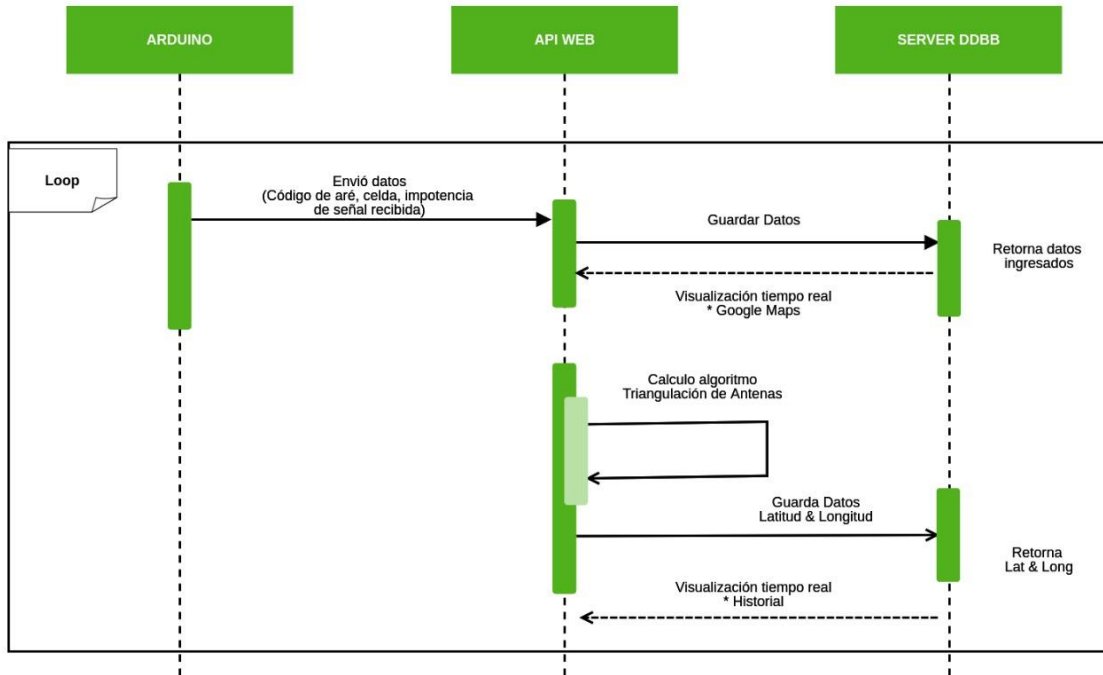 ARDUINO
API WEB
SERVER DDBB
Loop
Envió datos
(Código de aré, celda, impotencia
de señal recibida)
Guardar Datos
Retorna datos
ingresados
Visualización tiempo real
* Google Maps
Calculo algoritmo
Triangulación de Antenas
Guarda Datos
Latitud & Longitud
Retorna
Lat & Long
Visualización tiempo real
* Historial